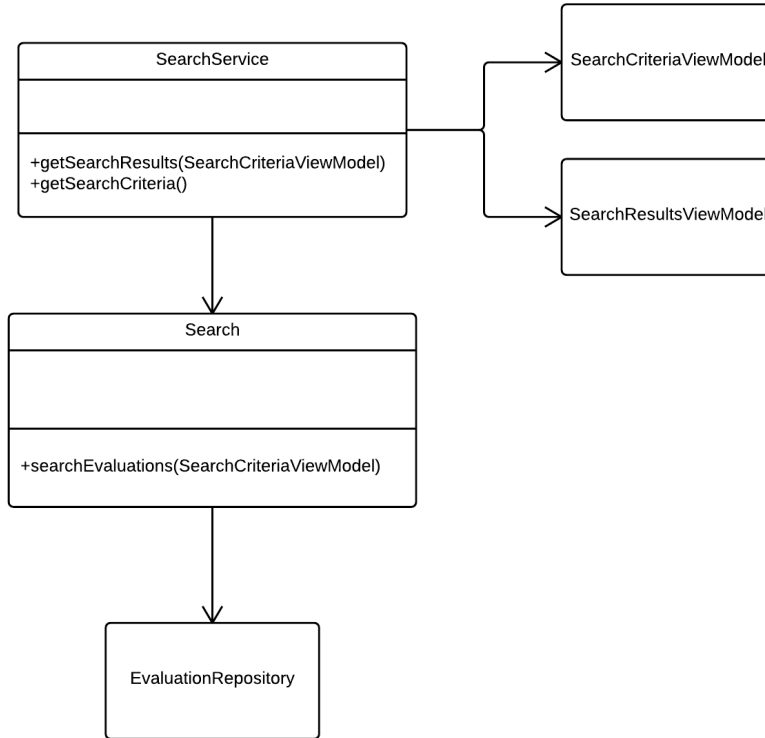 SearchService
+getSearchResults(SearchCriteriaViewModel)
+getSearchCriteria()
SearchCriteriaViewModel
SearchResultsViewModel
Search
+searchEvaluations(SearchCriteriaViewModel)
EvaluationRepository